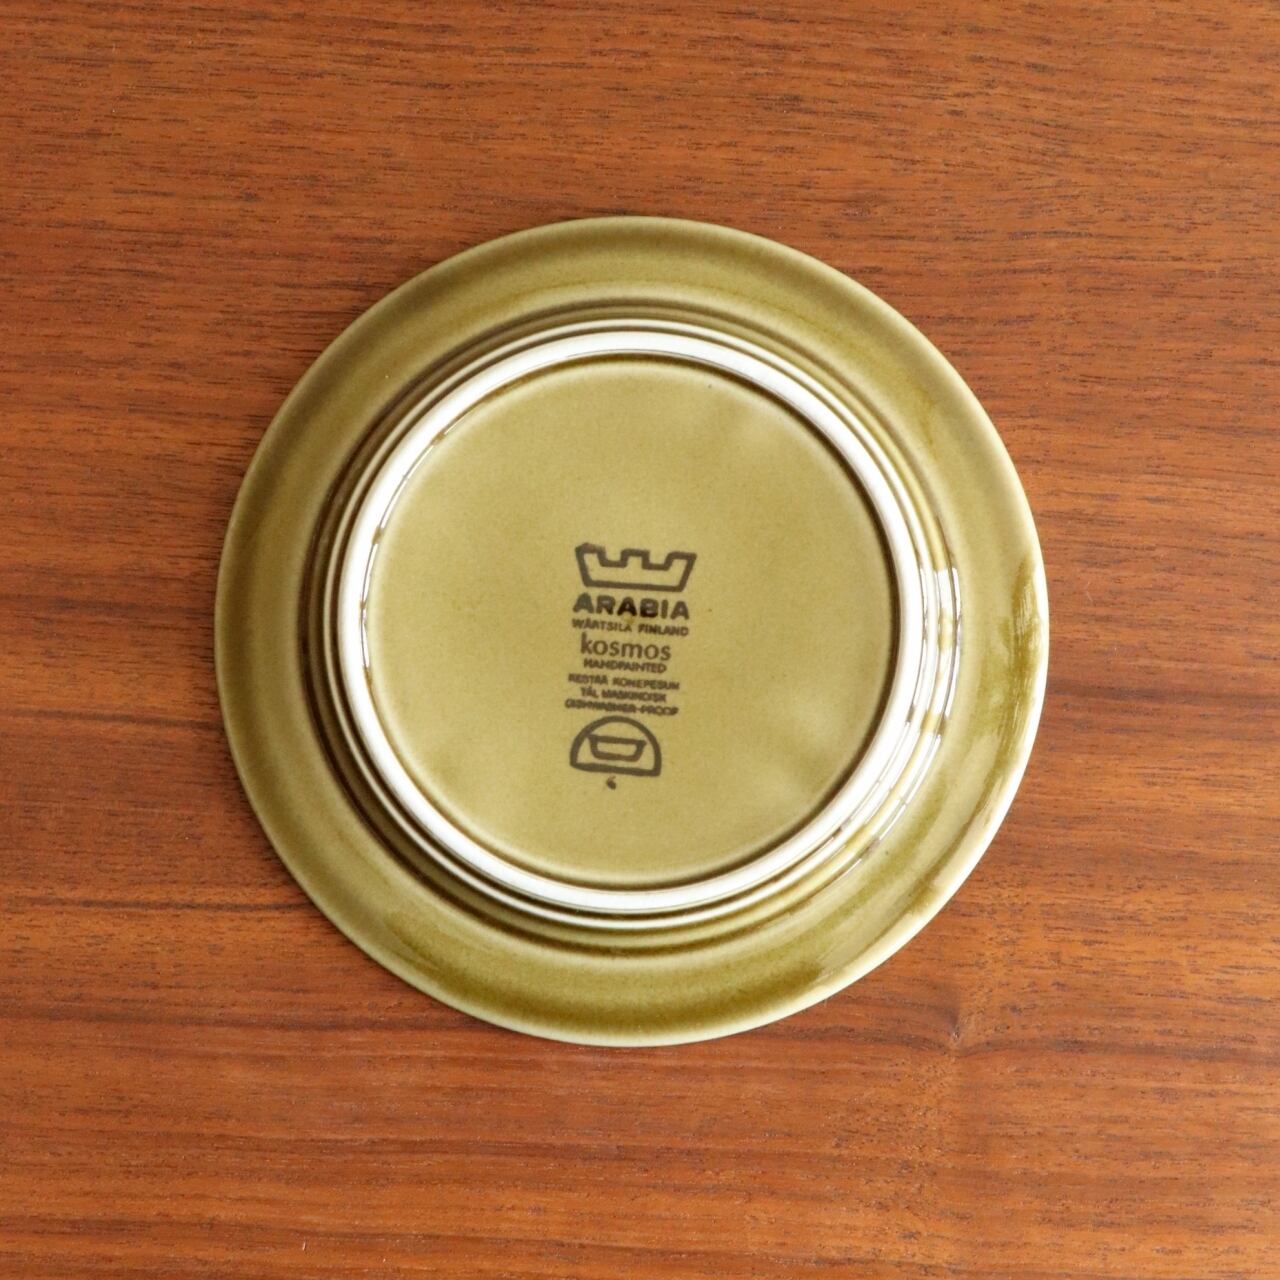 ARABIA
WÄRTSILÄ FINLAND
kosmos
HANDPAINTED
KESTÄÄ KONEPESUN
TÅL MASKINDISK
DISHWASHER-PROOF